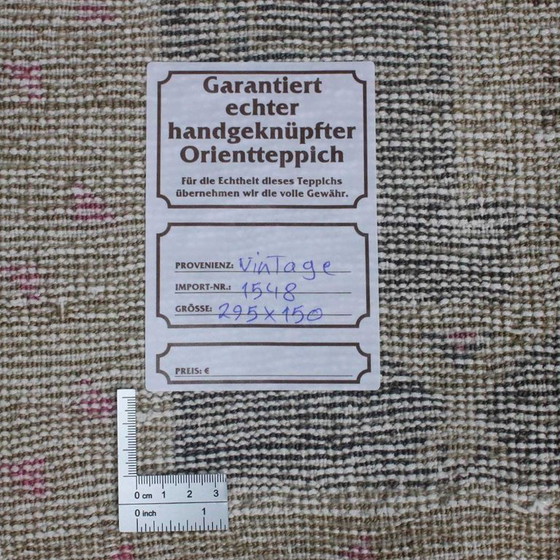 Garantiert
echter
handgeknüpfter
Orientteppich
Für die Echtheit dieses Teppichs
übernehmen wir die volle Gewähr.
PROVENIENZ: Vintage
IMPORT-NR.: 1548
GRÖSSE: 295x150
PREIS: €
0 cm 1 2 3
0 inch 1